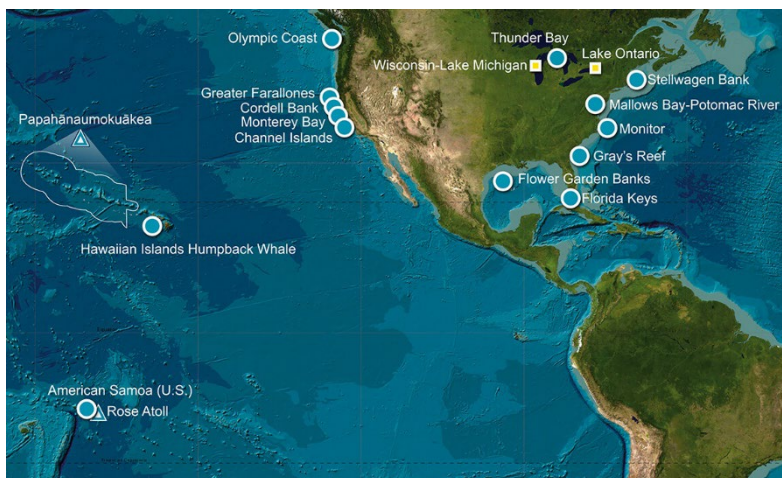 Olympic Coast
Thunder Bay
Lake Ontario
Wisconsin-Lake Michigan
Stellwagen Bank
Greater Farallones
Cordell Bank
Monterey Bay
Channel Islands
Mallows Bay-Potomac River
Monitor
Papahānaumokuākea
Gray's Reef
Flower Garden Banks
Florida Keys
Hawaiian Islands Humpback Whale
American Samoa (U.S.)
Rose Atoll